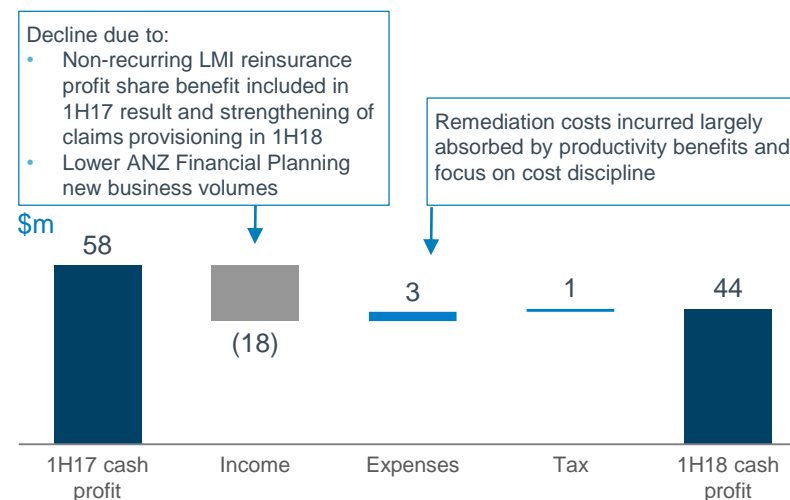 Decline due to:
• Non-recurring LMI reinsurance
profit share benefit included in
1H17 result and strengthening of
claims provisioning in 1H18
• Lower ANZ Financial Planning
new business volumes
Remediation costs incurred largely
absorbed by productivity benefits and
focus on cost discipline
$m
58
(18)
3
1
44
1H17 cash
profit
Income
Expenses
Tax
1H18 cash
profit